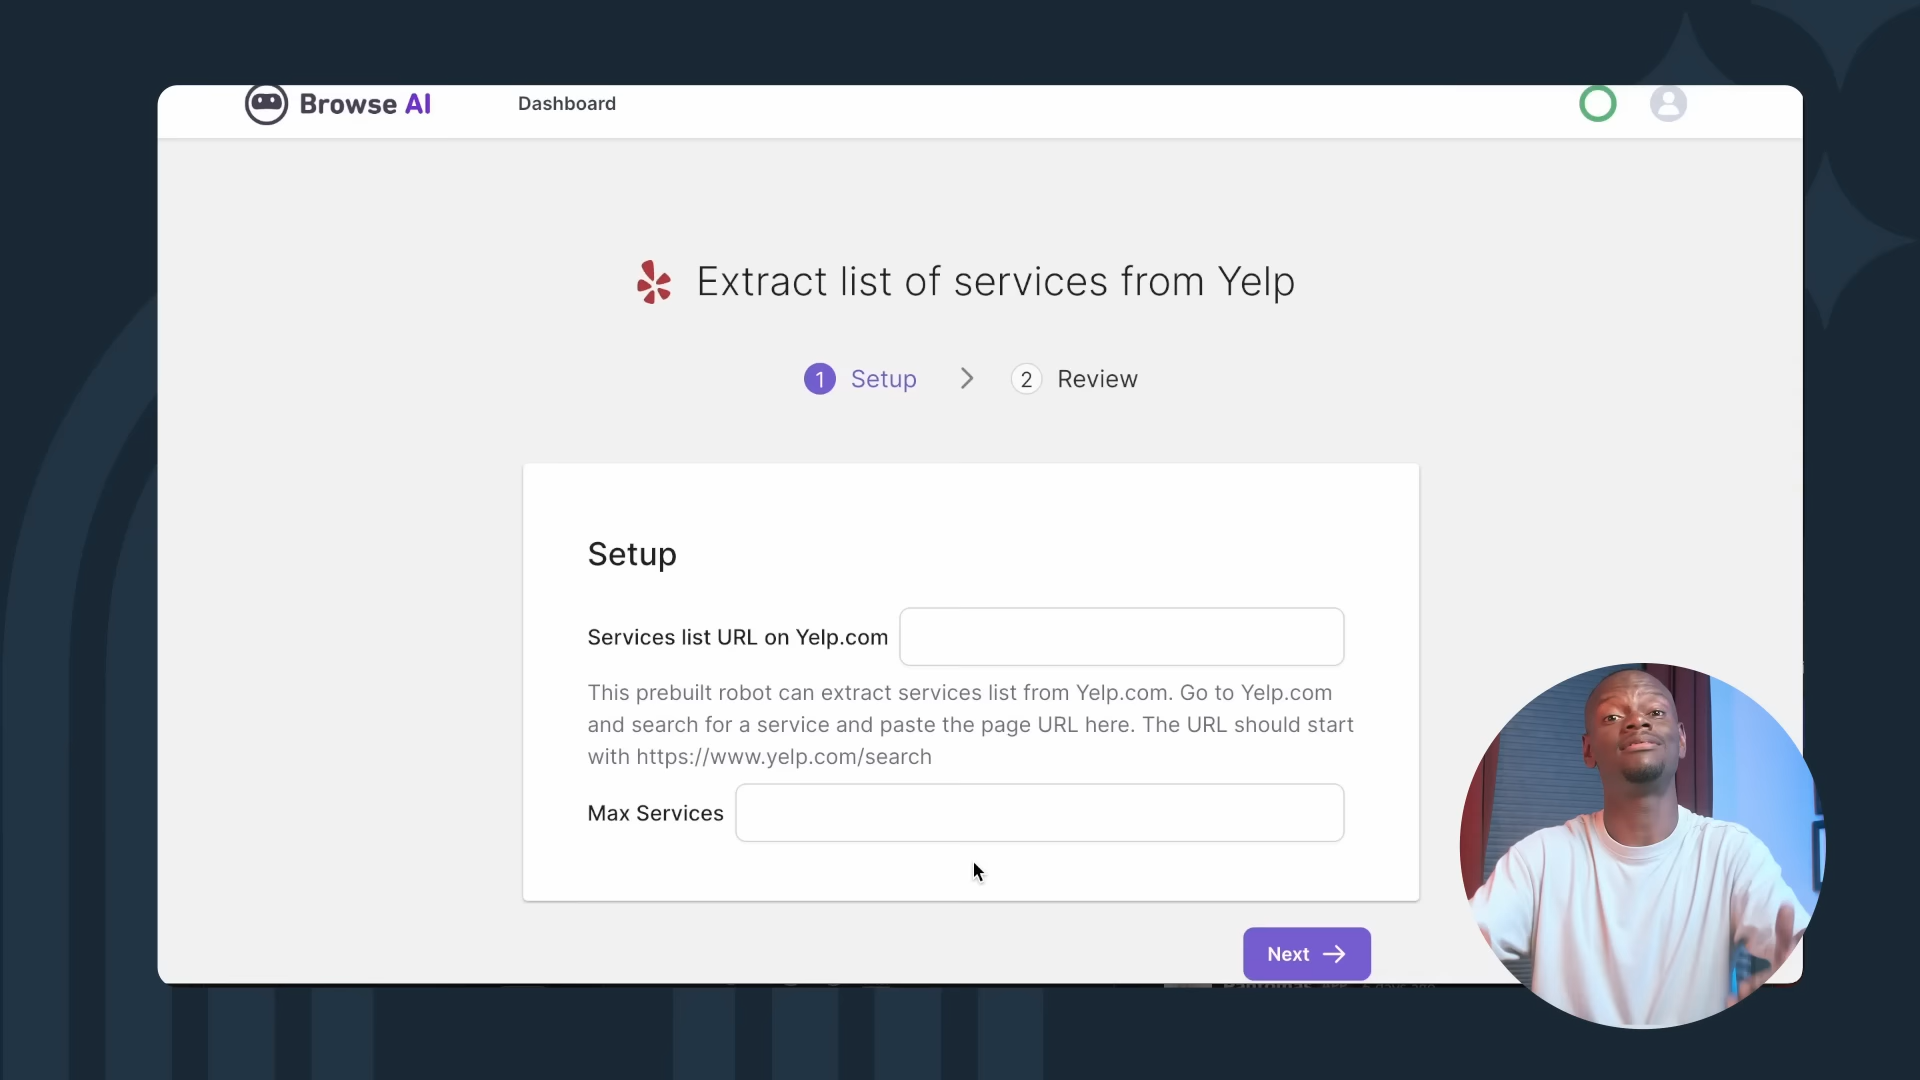 Browse AI
Dashboard
Extract list of services from Yelp
1 Setup
2 Review
Setup
Services list URL on Yelp.com
This prebuilt robot can extract services list from Yelp.com. Go to Yelp.com
and search for a service and paste the page URL here. The URL should start
with https://www.yelp.com/search
Max Services
Next